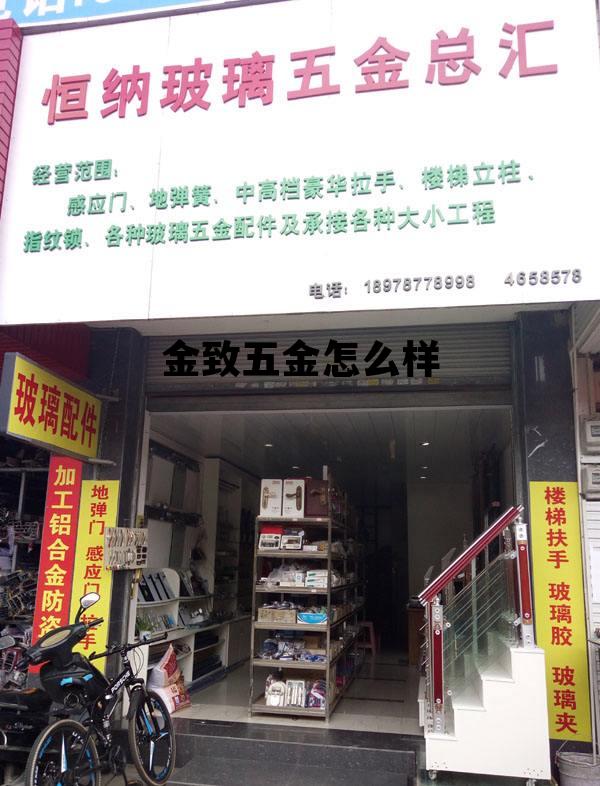 恒纳玻璃五金总汇
经营范围：
感应门、地弹簧、中高档豪华拉手、楼梯立柱、
指纹锁、各种玻璃五金配件及承接各种大小工程
电话：18978778998 4658578
金致五金怎么样
玻璃配件
加工铝合金防盗
地弹门 感应门 拉手
楼梯扶手 玻璃胶 玻璃夹